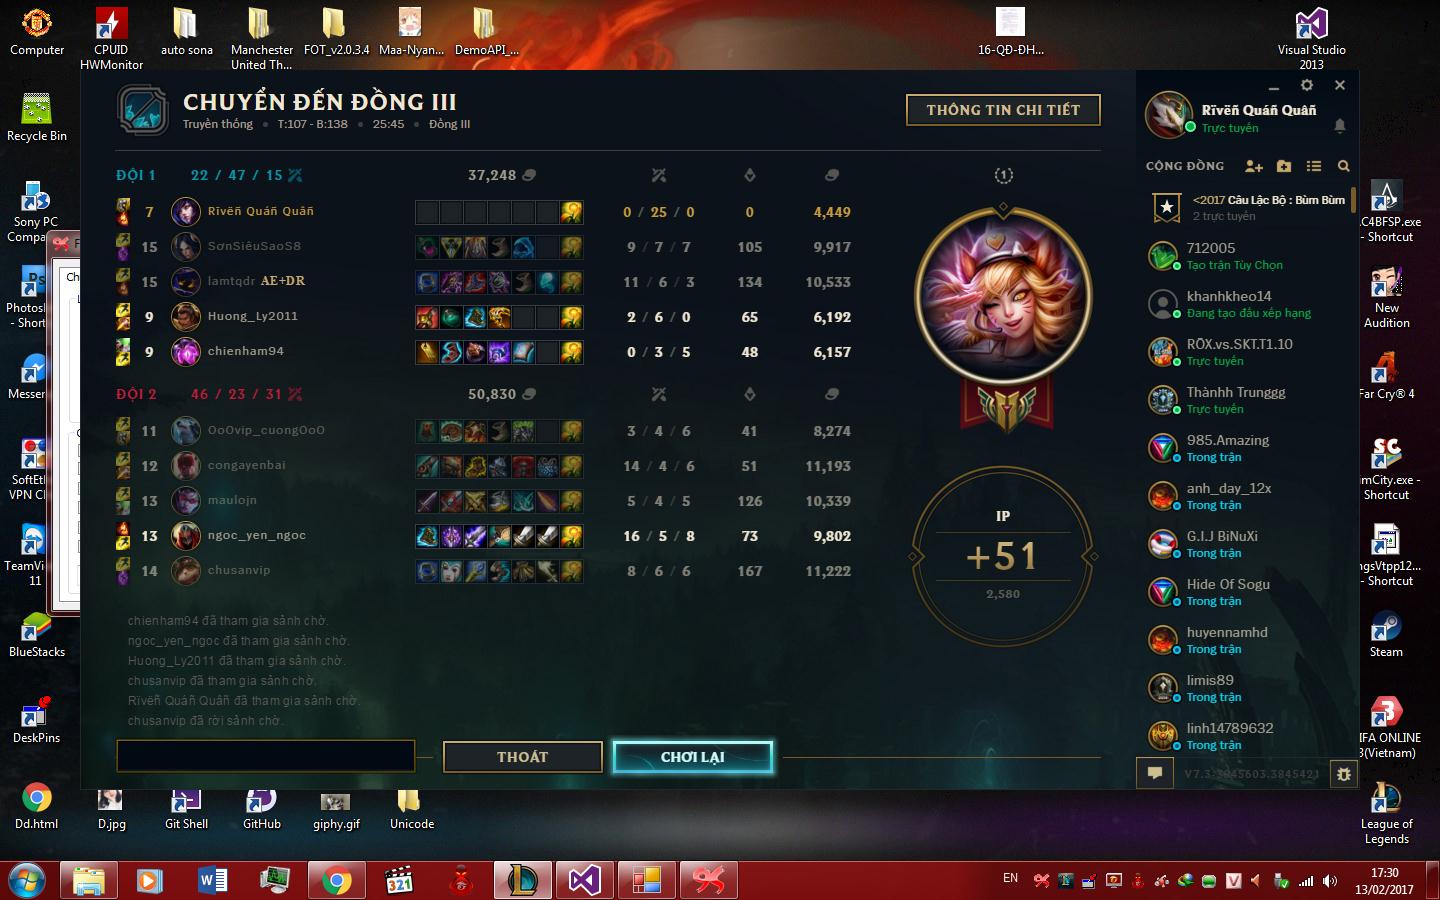 Computer
CPUID HWMonitor
auto sona
Manchester United Th...
FOT_v2.0.3.4
Maa-Nyan...
DemoAPI_...
16-QĐ-ĐH...
Visual Studio 2013
Recycle Bin
Sony PC Compa...
Messen
SoftEt VPN Cl
TeamVi 11
BlueStacks
DeskPins
CHUYỂN ĐẾN ĐỒNG III
Truyền thống • T:107 - B:138 • 25:45 • Đồng III
THÔNG TIN CHI TIẾT
ĐỘI 1 22 / 47 / 15 37,248
7 Rïvëñ Quáñ Quâñ 0 / 25 / 0 0 4,449
15 SơnSiêuSaoS8 9 / 7 / 7 105 9,917
15 lamtqdr AE+DR 11 / 6 / 3 134 10,533
9 Huong_Ly2011 2 / 6 / 0 65 6,192
9 chienham94 0 / 3 / 5 48 6,157
ĐỘI 2 46 / 23 / 31 50,830
11 OoOvip_cuongOoO 3 / 4 / 6 41 8,274
12 congayenbai 14 / 4 / 6 51 11,193
13 maulojn 5 / 4 / 5 126 10,339
13 ngoc_yen_ngoc 16 / 5 / 8 73 9,802
14 chusanvip 8 / 6 / 6 167 11,222
1
IP
+51
2,580
chienham94 đã tham gia sảnh chờ.
ngoc_yen_ngoc đã tham gia sảnh chờ.
Huong_Ly2011 đã tham gia sảnh chờ.
chusanvip đã tham gia sảnh chờ.
Rïvëñ Quáñ Quâñ đã tham gia sảnh chờ.
chusanvip đã rời sảnh chờ.
THOÁT
CHƠI LẠI
Rïvëñ Quáñ Quâñ
Trực tuyến
CỘNG ĐỒNG
<2017 Câu Lạc Bộ : Bùm Bùm
2 trực tuyến
712005
Tạo trận Tùy Chọn
khanhkheo14
Đang tạo đấu xếp hạng
RÖX.vs.SKT.T1.10
Trực tuyến
Thànhh Trunggg
Trực tuyến
985.Amazing
Trong trận
anh_day_12x
Trong trận
G.I.J BiNuXi
Trong trận
Hide Of Sogu
Trong trận
huyennamhd
Trong trận
limis89
Trong trận
linh14789632
Trong trận
V7.3
C4BFSP.exe - Shortcut
New Audition
Far Cry® 4
mCity.exe - Shortcut
ngsVtpp12... - Shortcut
Steam
IFA ONLINE 3(Vietnam)
League of Legends
Dd.html
D.jpg
Git Shell
GitHub
giphy.gif
Unicode
EN
17:30
13/02/2017